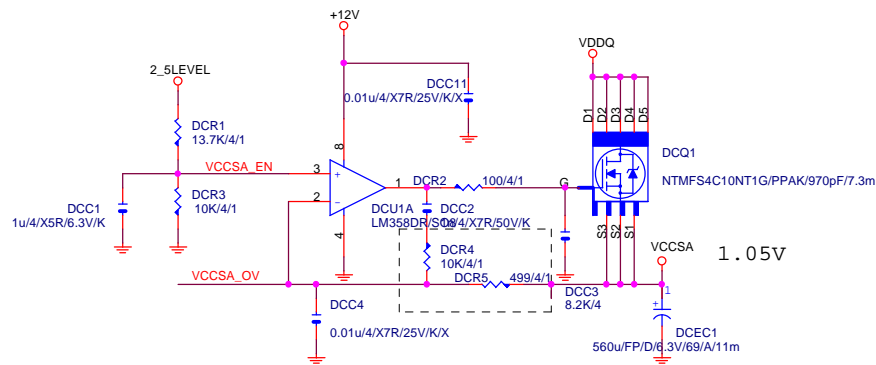 +12V
VDDQ
2_5LEVEL
DCC11
0.01u/4/X7R/25V/K/X
D1
D2
D3
D4
D5
DCR1
13.7K/4/1
8
DCQ1
VCCSA_EN
3
+
1
DCR2
100/4/1
G
NTMFS4C10NT1G/PPAK/970pF/7.3m
2
-
DCR3
10K/4/1
DCC1
1u/4/X5R/6.3V/K
DCU1A
LM358DR/SO8
DCC2
/4/X7R/50V/K
4
S3
S2
S1
VCCSA
1.05V
DCR4
10K/4/1
VCCSA_OV
DCR5
499/4/1
DCC3
8.2K/4
1
+
DCC4
0.01u/4/X7R/25V/K/X
DCEC1
560u/FP/D/6.3V/69/A/11m